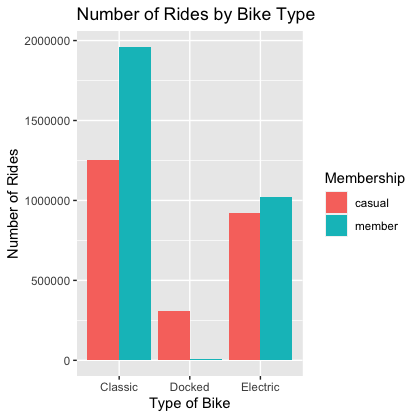 Number of Rides by Bike Type
Number of Rides
2000000
1500000
1000000
500000
0
Classic Docked Electric
Type of Bike
Membership
casual
member